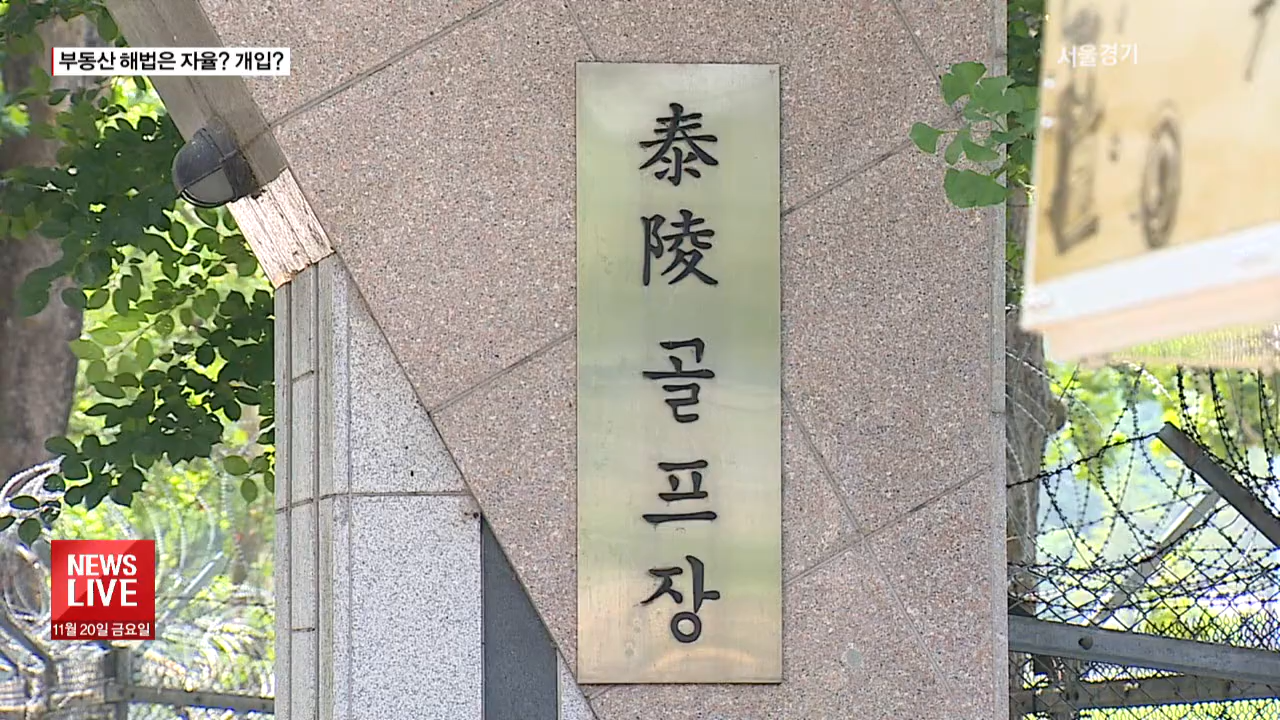 부동산 해법은 자율? 개입?
서울경기
泰
陵
골
프
장
NEWS
LIVE
11월 20일 금요일